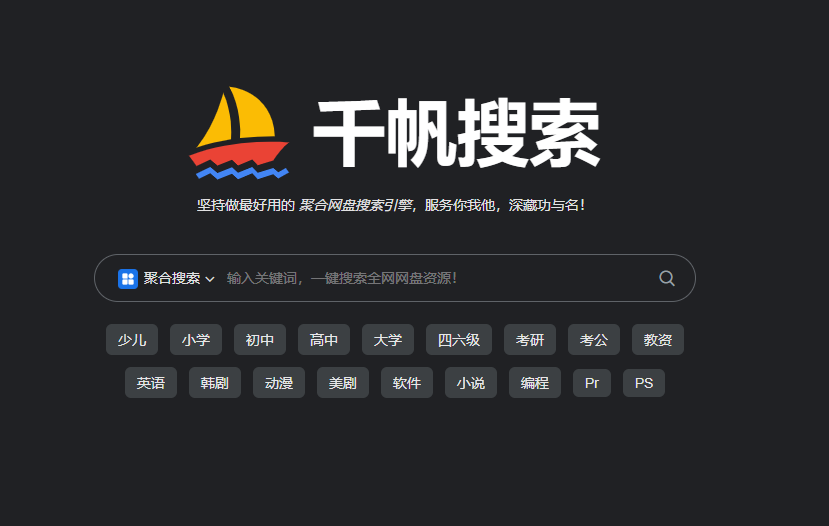 千帆搜索
坚持做最好用的 聚合网盘搜索引擎，服务你我他，深藏功与名！
聚合搜索 输入关键词，一键搜索全网网盘资源！
少儿 小学 初中 高中 大学 四六级 考研 考公 教资
英语 韩剧 动漫 美剧 软件 小说 编程 Pr PS